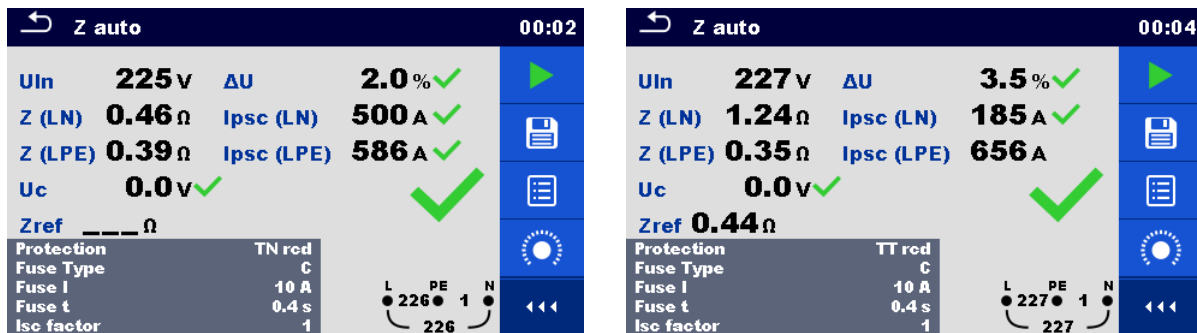 Z auto 00:02
Uln 225 V ΔU 2.0 %
Z (LN) 0.46 Ω Ipsc (LN) 500 A
Z (LPE) 0.39 Ω Ipsc (LPE) 586 A
Uc 0.0 V
Zref ___ Ω
Protection TN rcd
Fuse Type C
Fuse I 10 A
Fuse t 0.4 s
Isc factor 1
L PE N
226 1
226
Z auto 00:04
Uln 227 V ΔU 3.5 %
Z (LN) 1.24 Ω Ipsc (LN) 185 A
Z (LPE) 0.35 Ω Ipsc (LPE) 656 A
Uc 0.0 V
Zref 0.44 Ω
Protection TT rcd
Fuse Type C
Fuse I 10 A
Fuse t 0.4 s
Isc factor 1
L PE N
227 1
227